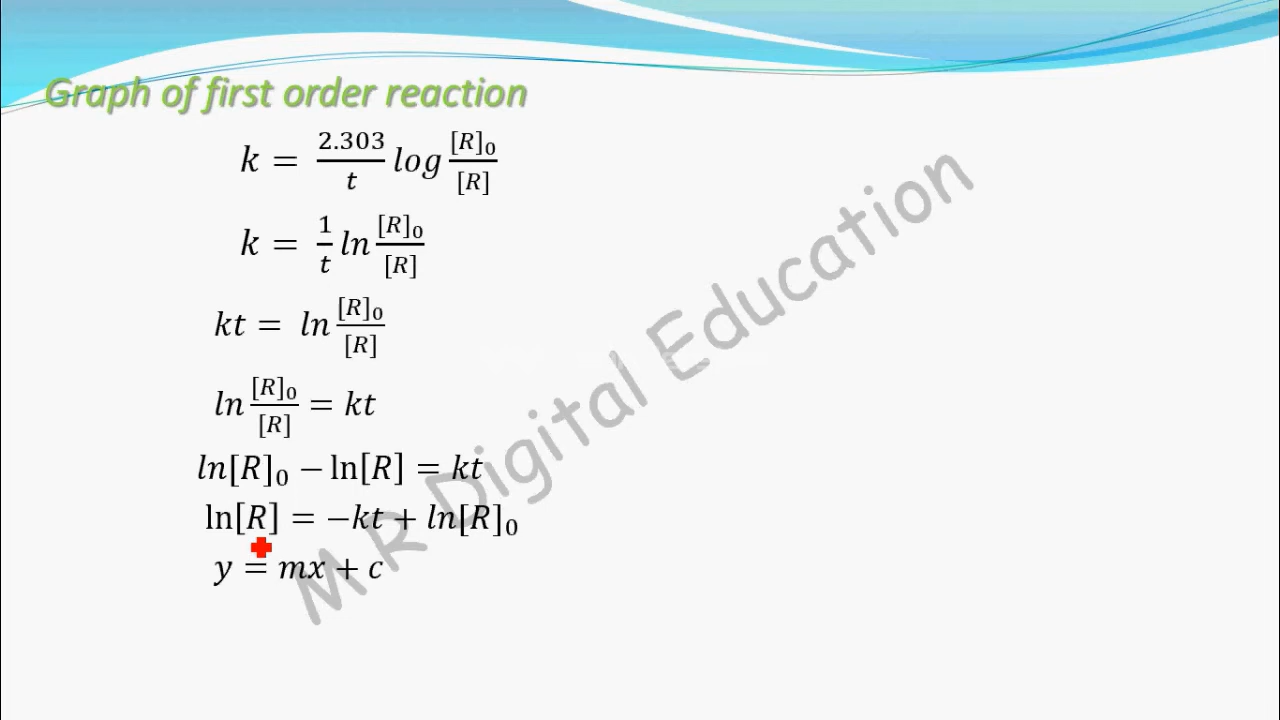 Graph of first order reaction
k = 2.303/t log [R]₀/[R]
k = 1/t ln [R]₀/[R]
kt = ln [R]₀/[R]
ln [R]₀/[R] = kt
ln[R]₀ − ln[R] = kt
ln[R] = −kt + ln[R]₀
y = mx + c
M R Digital Education